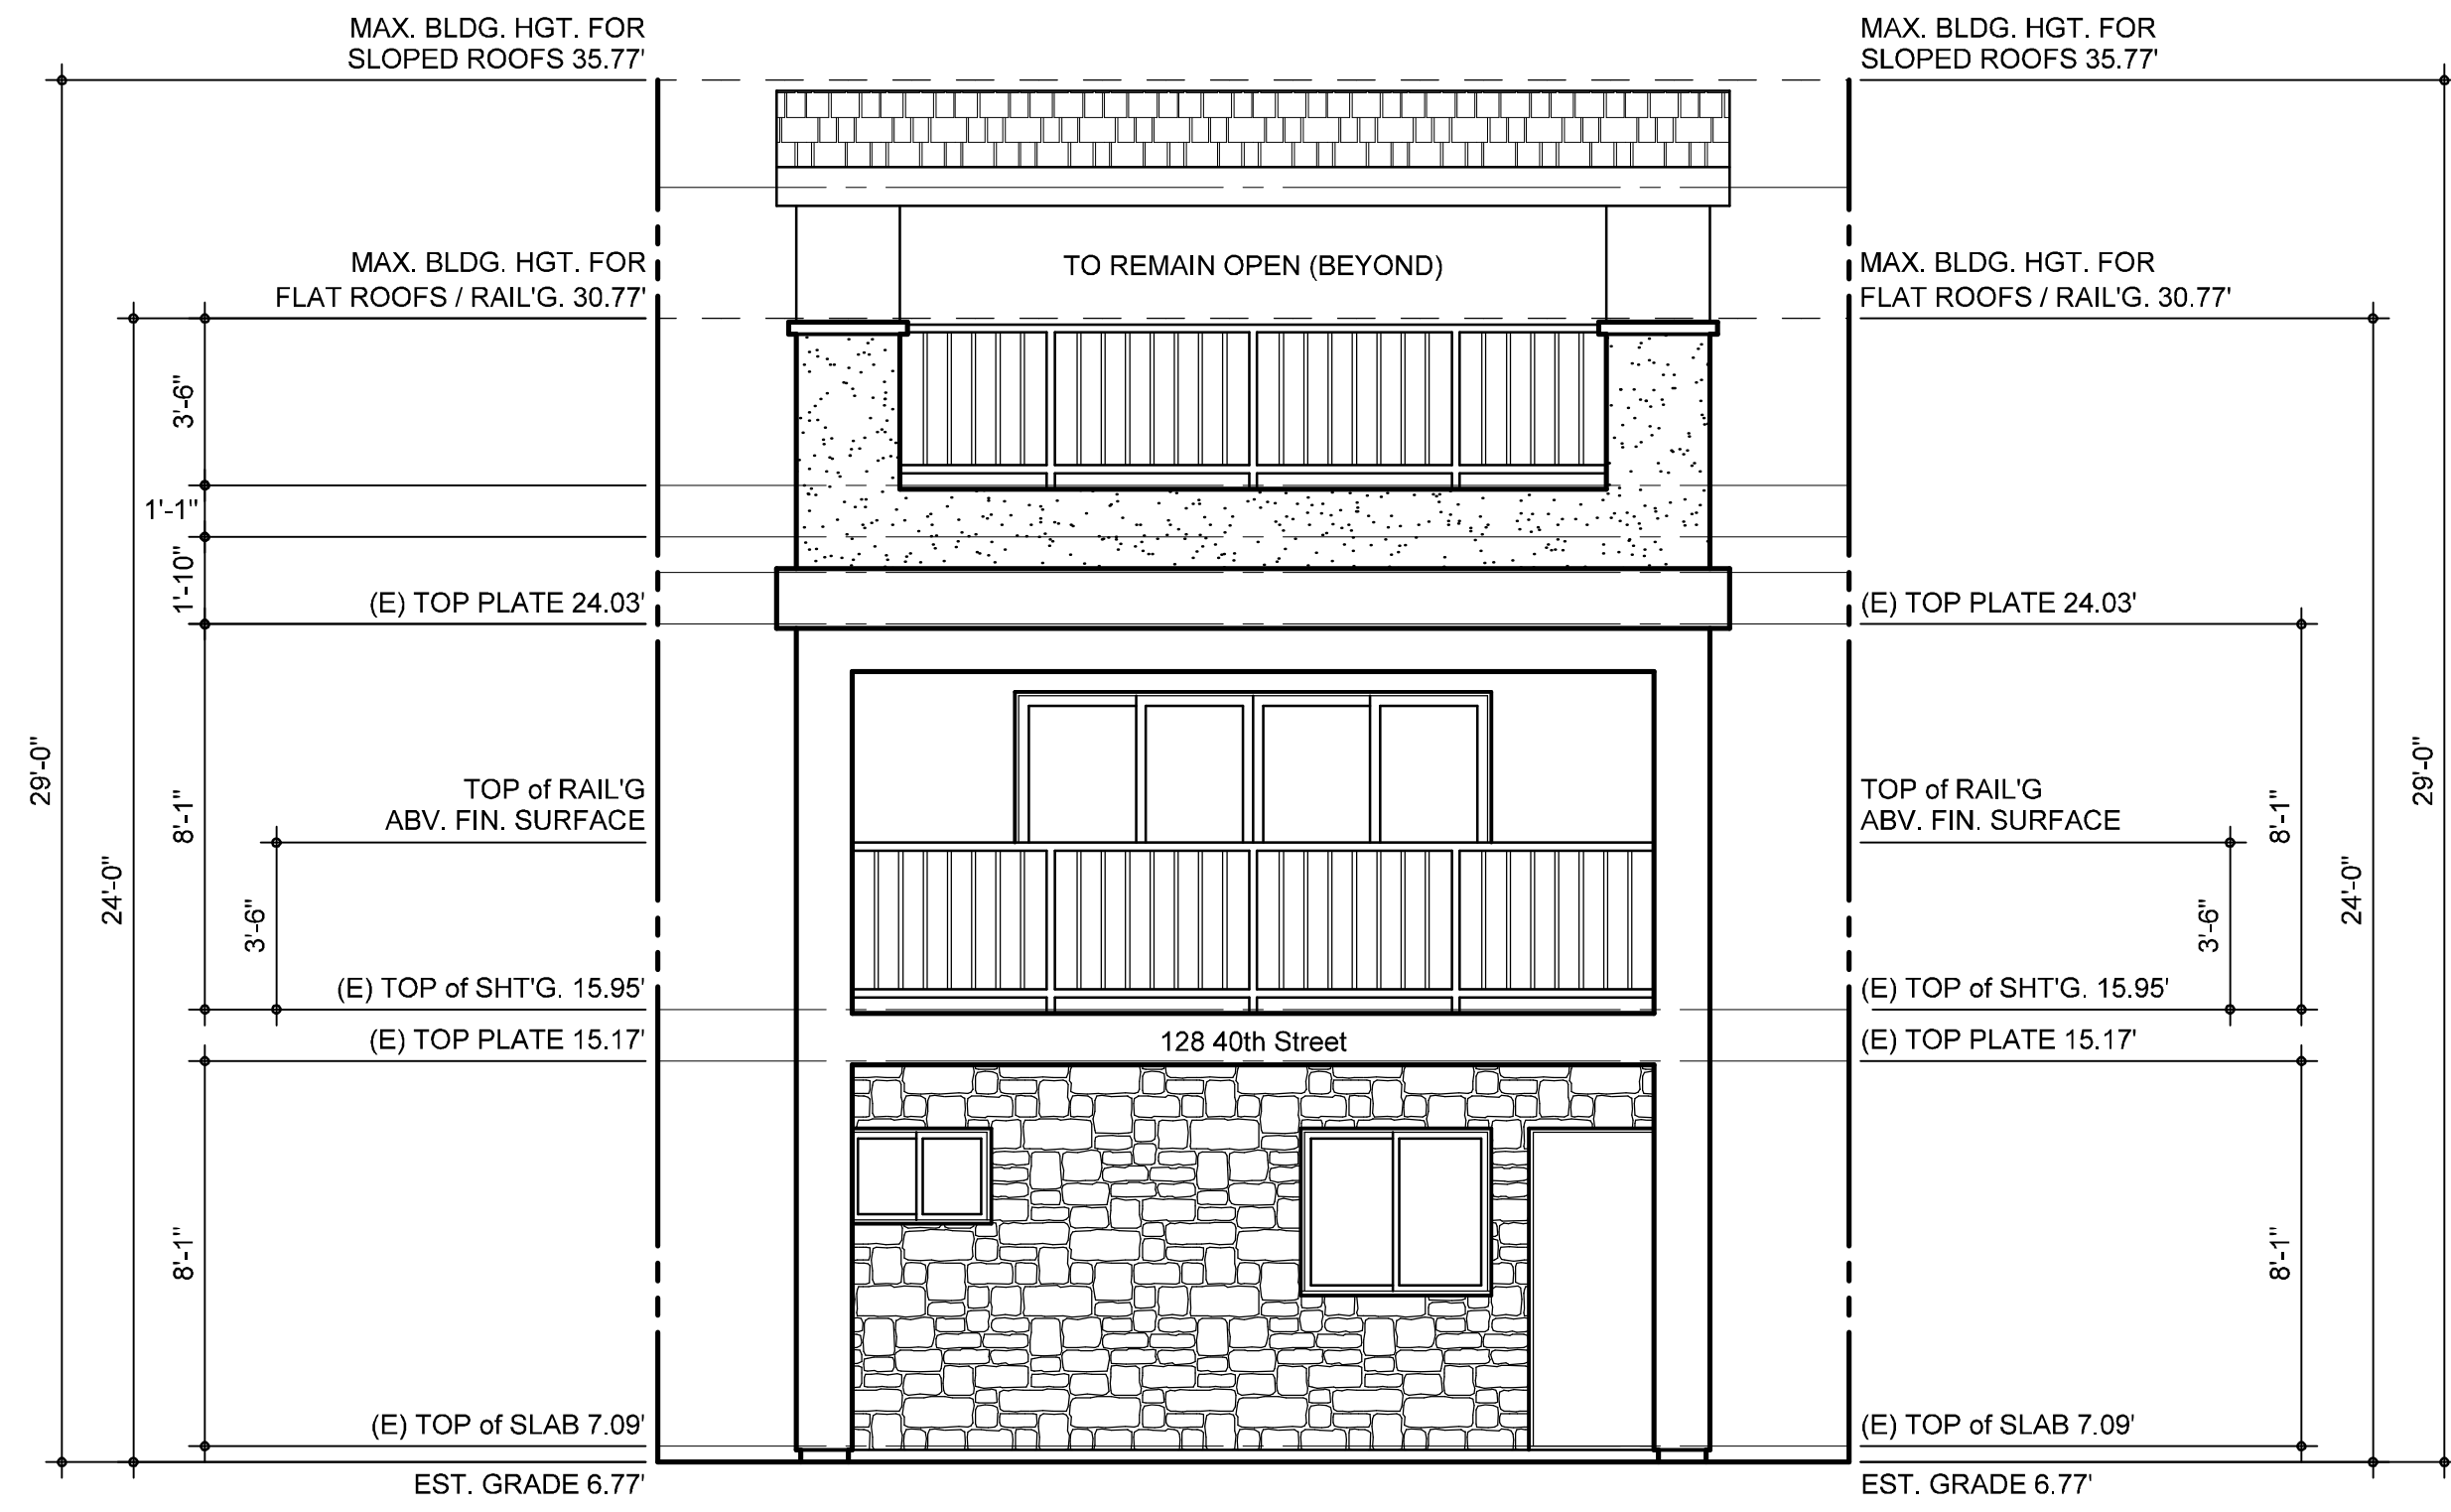 MAX. BLDG. HGT. FOR
SLOPED ROOFS 35.77'
MAX. BLDG. HGT. FOR
SLOPED ROOFS 35.77'
TO REMAIN OPEN (BEYOND)
MAX. BLDG. HGT. FOR
FLAT ROOFS / RAIL'G. 30.77'
MAX. BLDG. HGT. FOR
FLAT ROOFS / RAIL'G. 30.77'
3'-6"
1'-1"
1'-10"
(E) TOP PLATE 24.03'
(E) TOP PLATE 24.03'
29'-0"
24'-0"
8'-1"
TOP of RAIL'G
ABV. FIN. SURFACE
3'-6"
TOP of RAIL'G
ABV. FIN. SURFACE
3'-6"
8'-1"
24'-0"
29'-0"
(E) TOP of SHT'G. 15.95'
(E) TOP of SHT'G. 15.95'
(E) TOP PLATE 15.17'
128 40th Street
(E) TOP PLATE 15.17'
8'-1"
8'-1"
(E) TOP of SLAB 7.09'
(E) TOP of SLAB 7.09'
EST. GRADE 6.77'
EST. GRADE 6.77'